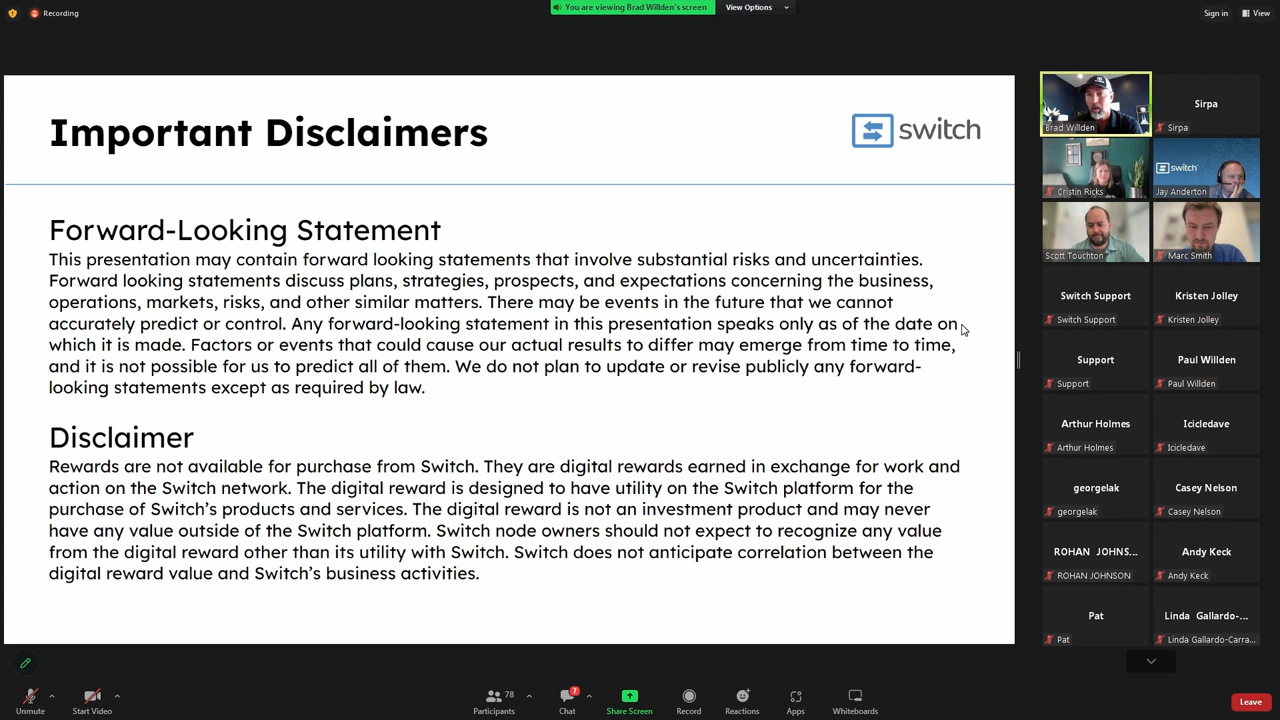 Recording
You are viewing Brad Willden's screen
View Options
Sign in
View
Important Disclaimers
switch
Forward-Looking Statement
This presentation may contain forward looking statements that involve substantial risks and uncertainties.
Forward looking statements discuss plans, strategies, prospects, and expectations concerning the business,
operations, markets, risks, and other similar matters. There may be events in the future that we cannot
accurately predict or control. Any forward-looking statement in this presentation speaks only as of the date on
which it is made. Factors or events that could cause our actual results to differ may emerge from time to time,
and it is not possible for us to predict all of them. We do not plan to update or revise publicly any forward-
looking statements except as required by law.
Disclaimer
Rewards are not available for purchase from Switch. They are digital rewards earned in exchange for work and
action on the Switch network. The digital reward is designed to have utility on the Switch platform for the
purchase of Switch's products and services. The digital reward is not an investment product and may never
have any value outside of the Switch platform. Switch node owners should not expect to recognize any value
from the digital reward other than its utility with Switch. Switch does not anticipate correlation between the
digital reward value and Switch's business activities.
Brad Willden
Sirpa
Sirpa
Cristin Ricks
switch
Jay Anderton
Scott Touchton
Marc Smith
Switch Support
Switch Support
Kristen Jolley
Kristen Jolley
Support
Support
Paul Willden
Paul Willden
Arthur Holmes
Arthur Holmes
Icicledave
Icicledave
georgelak
georgelak
Casey Nelson
Casey Nelson
ROHAN JOHNS...
ROHAN JOHNSON
Andy Keck
Andy Keck
Pat
Pat
Linda Gallardo-...
Linda Gallardo-Carra...
Unmute
Start Video
78
Participants
7
Chat
Share Screen
Record
Reactions
Apps
Whiteboards
Leave